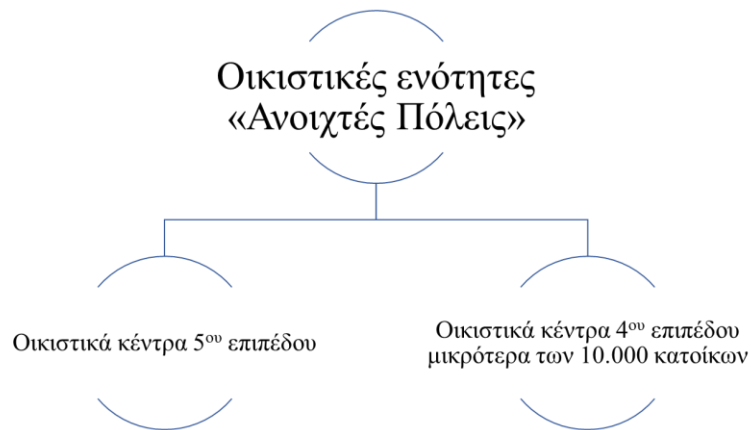 Οικιστικές ενότητες
«Ανοιχτές Πόλεις»
Οικιστικά κέντρα 5ου επιπέδου
Οικιστικά κέντρα 4ου επιπέδου
μικρότερα των 10.000 κατοίκων